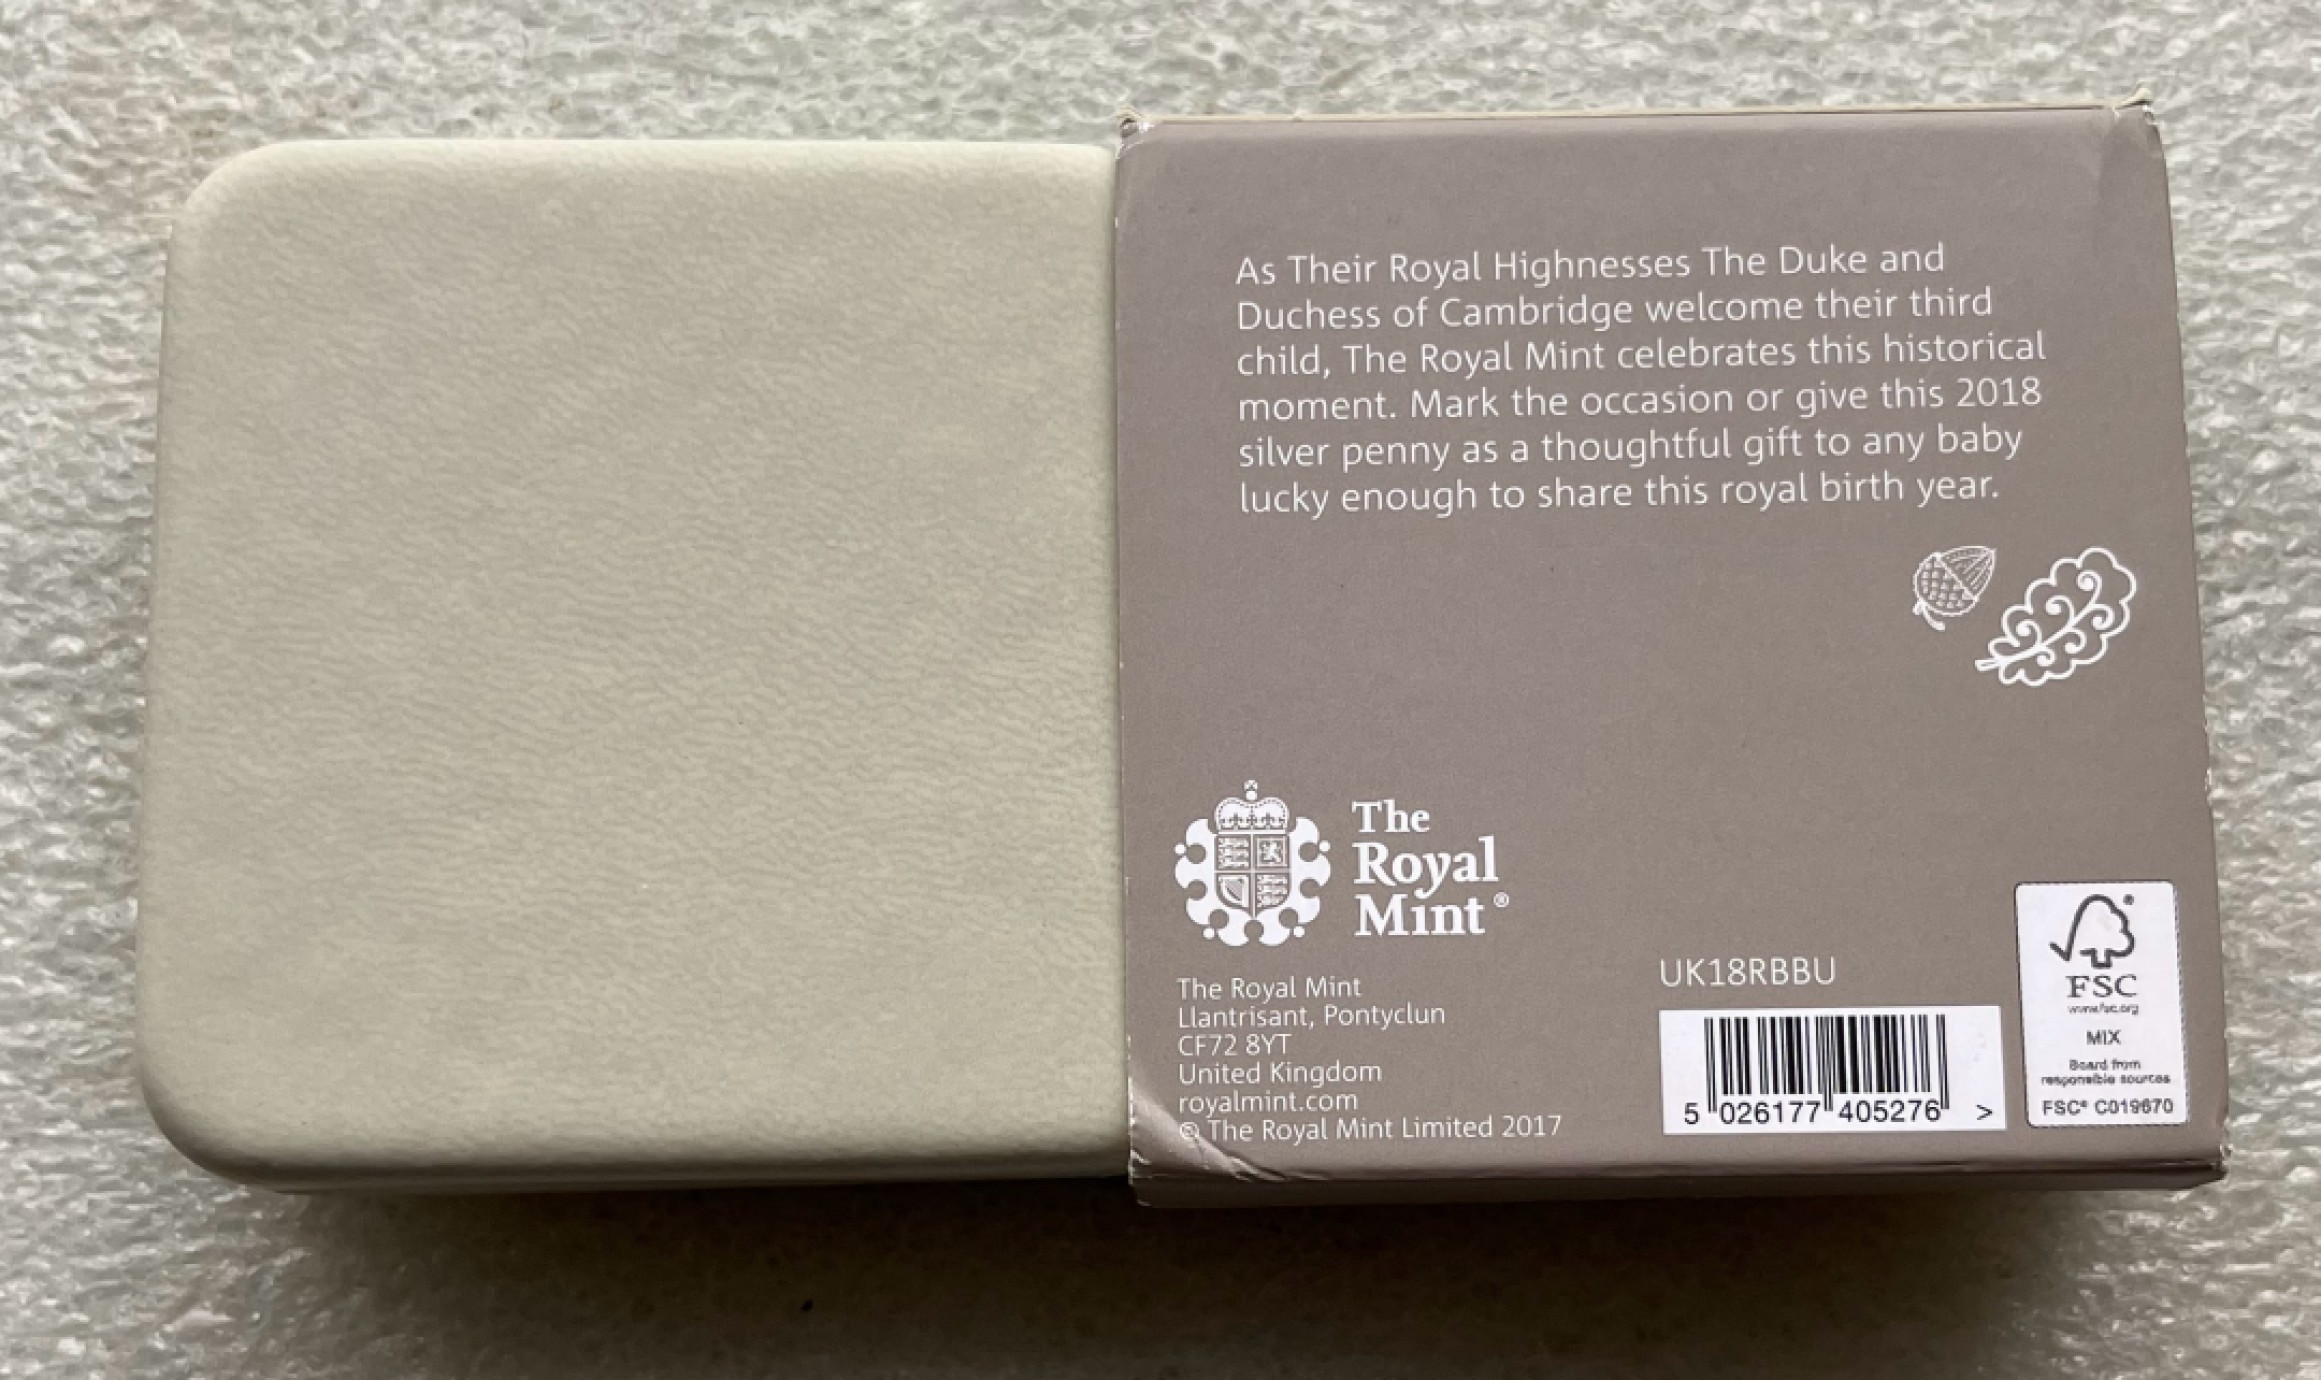 As Their Royal Highnesses The Duke and
Duchess of Cambridge welcome their third
child, The Royal Mint celebrates this historical
moment. Mark the occasion or give this 2018
silver penny as a thoughtful gift to any baby
lucky enough to share this royal birth year.
The
Royal
Mint®
The Royal Mint
Llantrisant, Pontyclun
CF72 8YT
United Kingdom
royalmint.com
© The Royal Mint Limited 2017
UK18RBBU
5 026177 405276 >
FSC
www.fsc.org
MIX
Board from
responsible sources
FSC® C019670